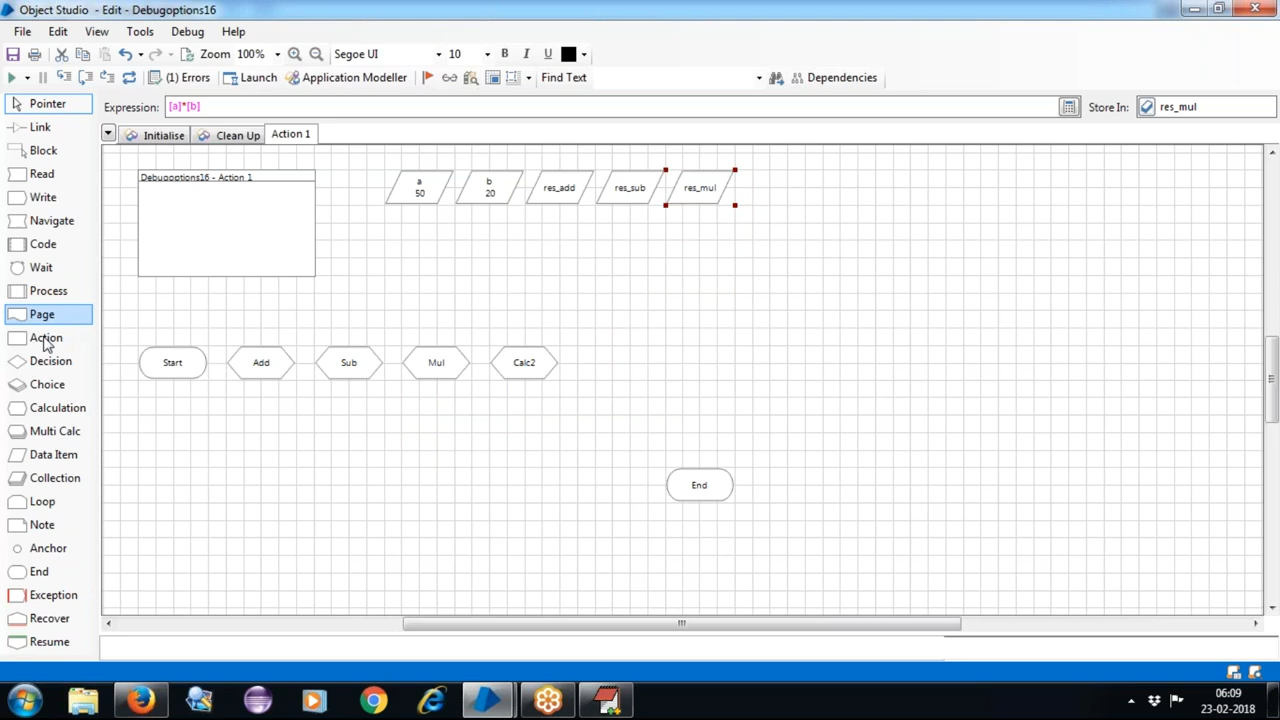 Object Studio - Edit - Debugoptions16
File Edit View Tools Debug Help
Zoom 100% Segoe UI 10 B I U
(1) Errors Launch Application Modeller Find Text Dependencies
Pointer
Link
Block
Read
Write
Navigate
Code
Wait
Process
Page
Action
Decision
Choice
Calculation
Multi Calc
Data Item
Collection
Loop
Note
Anchor
End
Exception
Recover
Resume
Expression: [a]*[b] Store In: res_mul
Initialise Clean Up Action 1
Debugoptions16 - Action 1
a
50
b
20
res_add
res_sub
res_mul
Start Add Sub Mul Calc2
End
06:09
23-02-2018